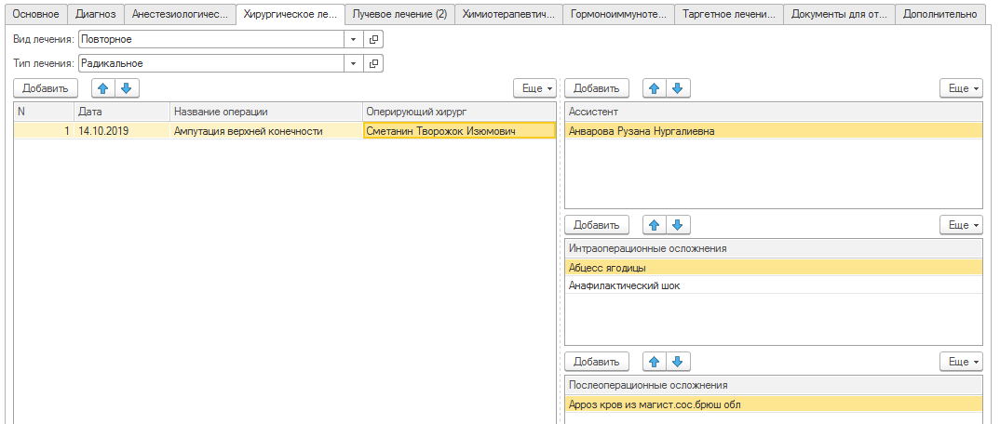 Основное Диагноз Анестезиологичес... Хирургическое ле... Лучевое лечение (2) Химиотерапевтич... Гормоноиммуноте... Таргетное лечени... Документы для от... Дополнительно
Вид лечения: Повторное
Тип лечения: Радикальное
Добавить Еще
N Дата Название операции Оперирующий хирург
1 14.10.2019 Ампутация верхней конечности Сметанин Творожок Изюмович
Добавить Еще
Ассистент
Анварова Рузана Нургалиевна
Добавить Еще
Интраоперационные осложнения
Абцесс ягодицы
Анафилактический шок
Добавить Еще
Послеоперационные осложнения
Арроз кров из магист.сос.брюш обл